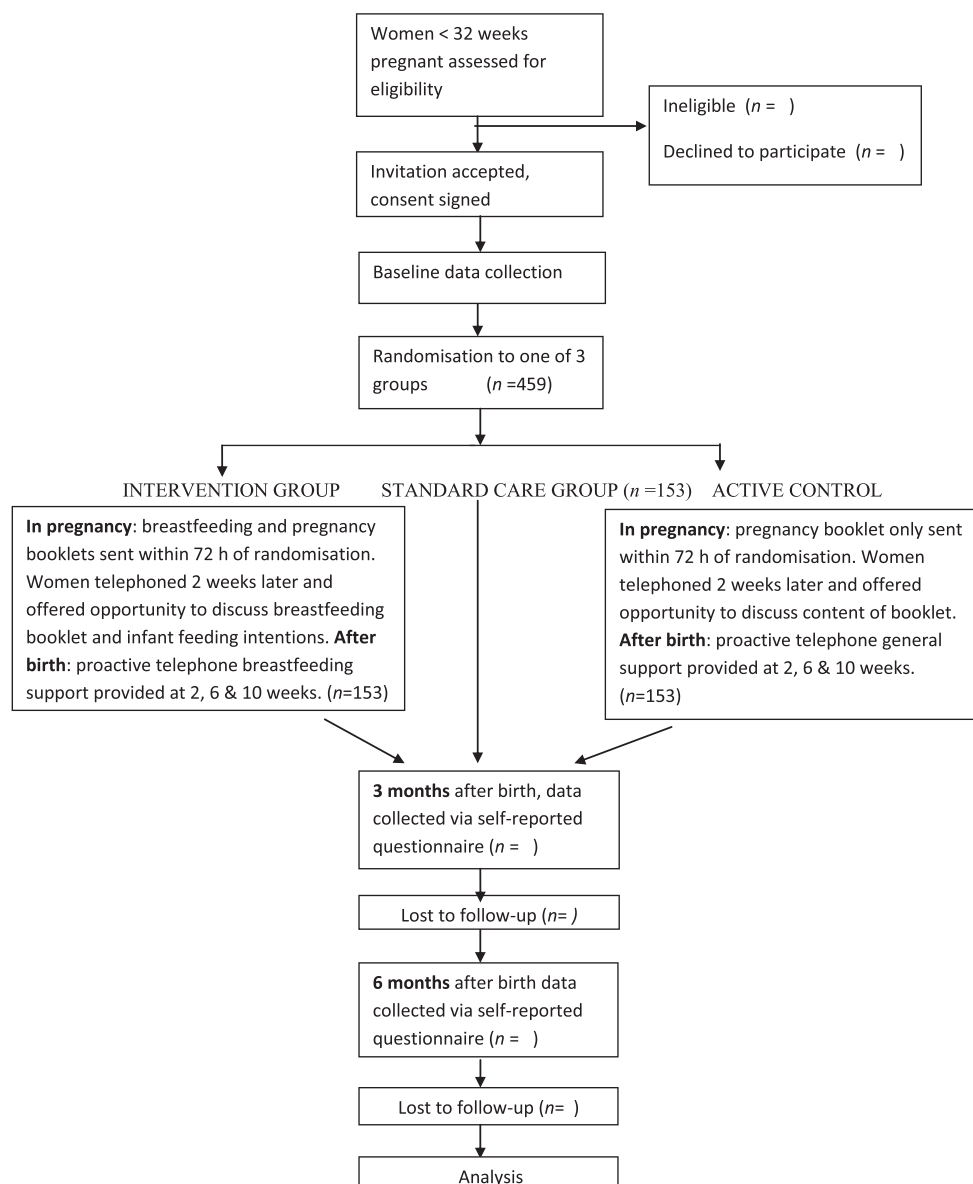 Women < 32 weeks
pregnant assessed for
eligibility
Ineligible (n = )
Declined to participate (n = )
Invitation accepted,
consent signed
Baseline data collection
Randomisation to one of 3
groups (n =459)
INTERVENTION GROUP
In pregnancy: breastfeeding and pregnancy
booklets sent within 72 h of randomisation.
Women telephoned 2 weeks later and
offered opportunity to discuss breastfeeding
booklet and infant feeding intentions. After
birth: proactive telephone breastfeeding
support provided at 2, 6 & 10 weeks. (n=153)
STANDARD CARE GROUP (n =153)
ACTIVE CONTROL
In pregnancy: pregnancy booklet only sent
within 72 h of randomisation. Women
telephoned 2 weeks later and offered
opportunity to discuss content of booklet.
After birth: proactive telephone general
support provided at 2, 6 & 10 weeks.
(n=153)
3 months after birth, data
collected via self-reported
questionnaire (n = )
Lost to follow-up (n= )
6 months after birth data
collected via self-reported
questionnaire (n = )
Lost to follow-up (n= )
Analysis